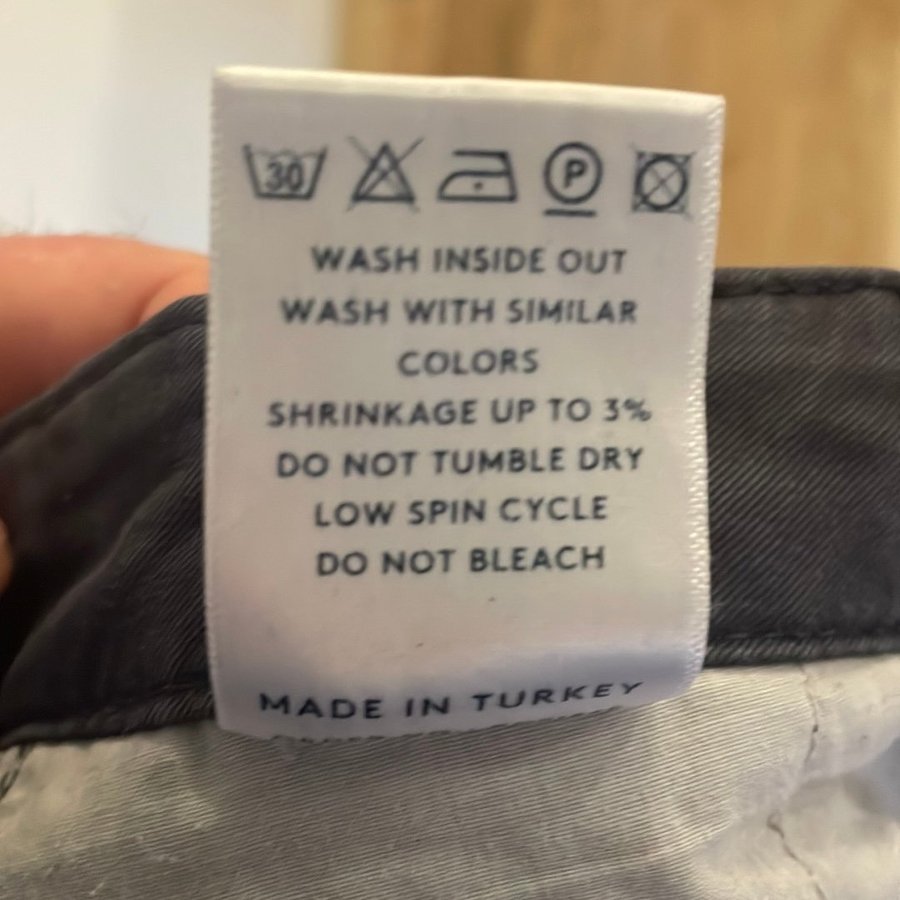 30 P
WASH INSIDE OUT
WASH WITH SIMILAR
COLORS
SHRINKAGE UP TO 3%
DO NOT TUMBLE DRY
LOW SPIN CYCLE
DO NOT BLEACH
MADE IN TURKEY